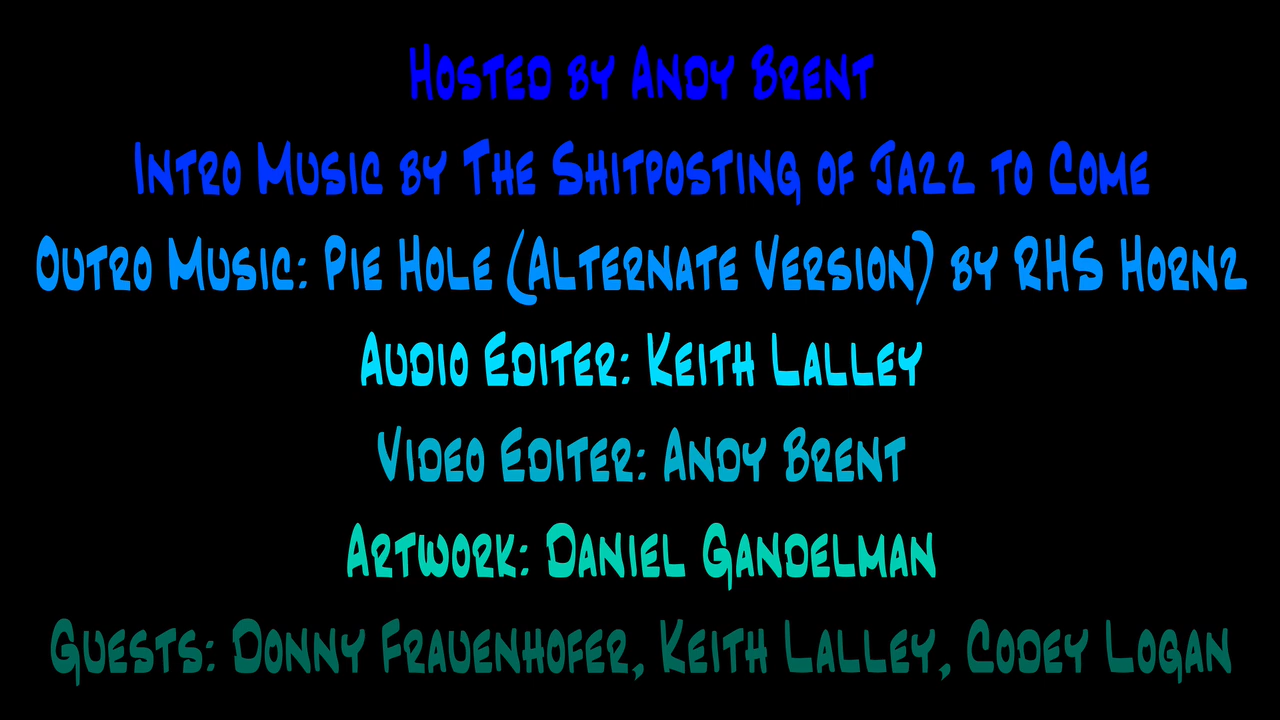 Hosted by Andy Brent
Intro Music by The Shitposting of Jazz to Come
Outro Music: Pie Hole (Alternate Version) by RHS Hornz
Audio Editer: Keith Lalley
Video Editer: Andy Brent
Artwork: Daniel Gandelman
Guests: Donny Frauenhofer, Keith Lalley, Codey Logan